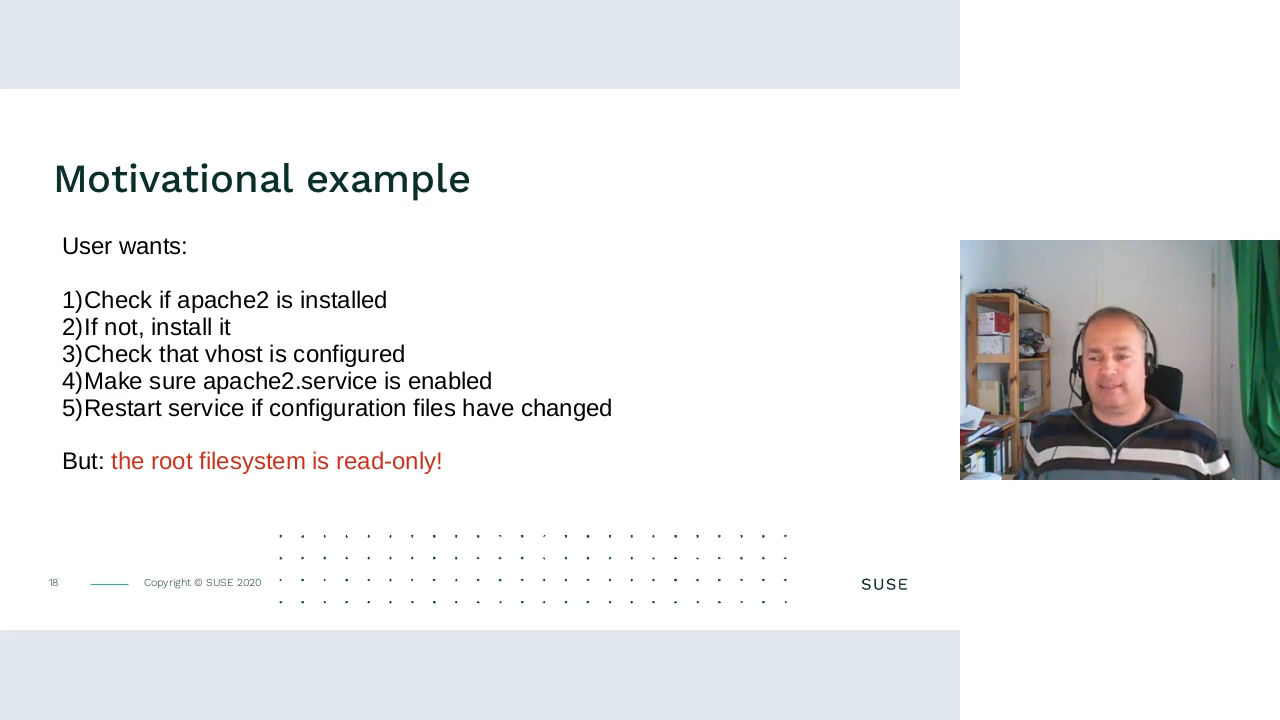 Motivational example
User wants:
1)Check if apache2 is installed
2)If not, install it
3)Check that vhost is configured
4)Make sure apache2.service is enabled
5)Restart service if configuration files have changed
But: the root filesystem is read-only!
18
Copyright © SUSE 2020
SUSE